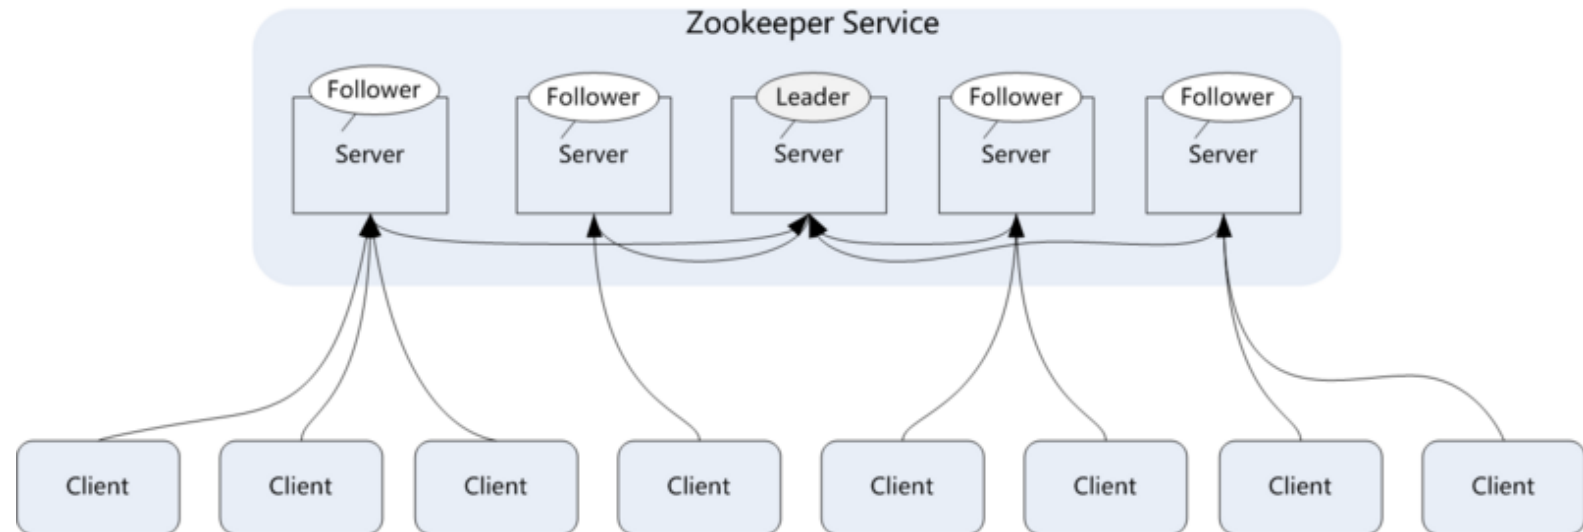 Zookeeper Service
Follower
Follower
Leader
Follower
Follower
Server
Server
Server
Server
Server
Client
Client
Client
Client
Client
Client
Client
Client